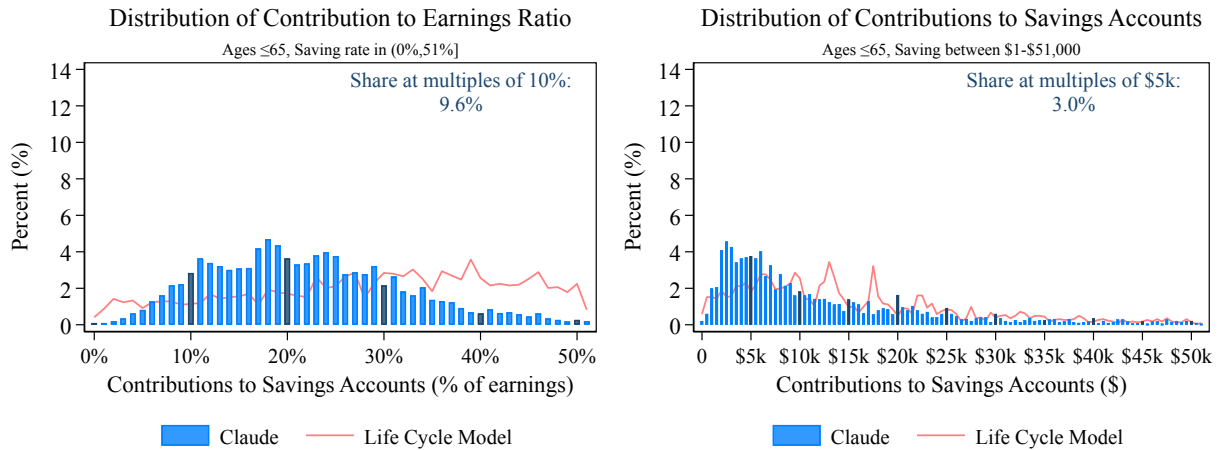 Distribution of Contribution to Earnings Ratio
Ages ≤65, Saving rate in (0%,51%]
Share at multiples of 10%:
9.6%
Percent (%)
14
12
10
8
6
4
2
0
0% 10% 20% 30% 40% 50%
Contributions to Savings Accounts (% of earnings)
Claude Life Cycle Model
Distribution of Contributions to Savings Accounts
Ages ≤65, Saving between $1-$51,000
Share at multiples of $5k:
3.0%
Percent (%)
14
12
10
8
6
4
2
0
0 $5k $10k $15k $20k $25k $30k $35k $40k $45k $50k
Contributions to Savings Accounts ($)
Claude Life Cycle Model